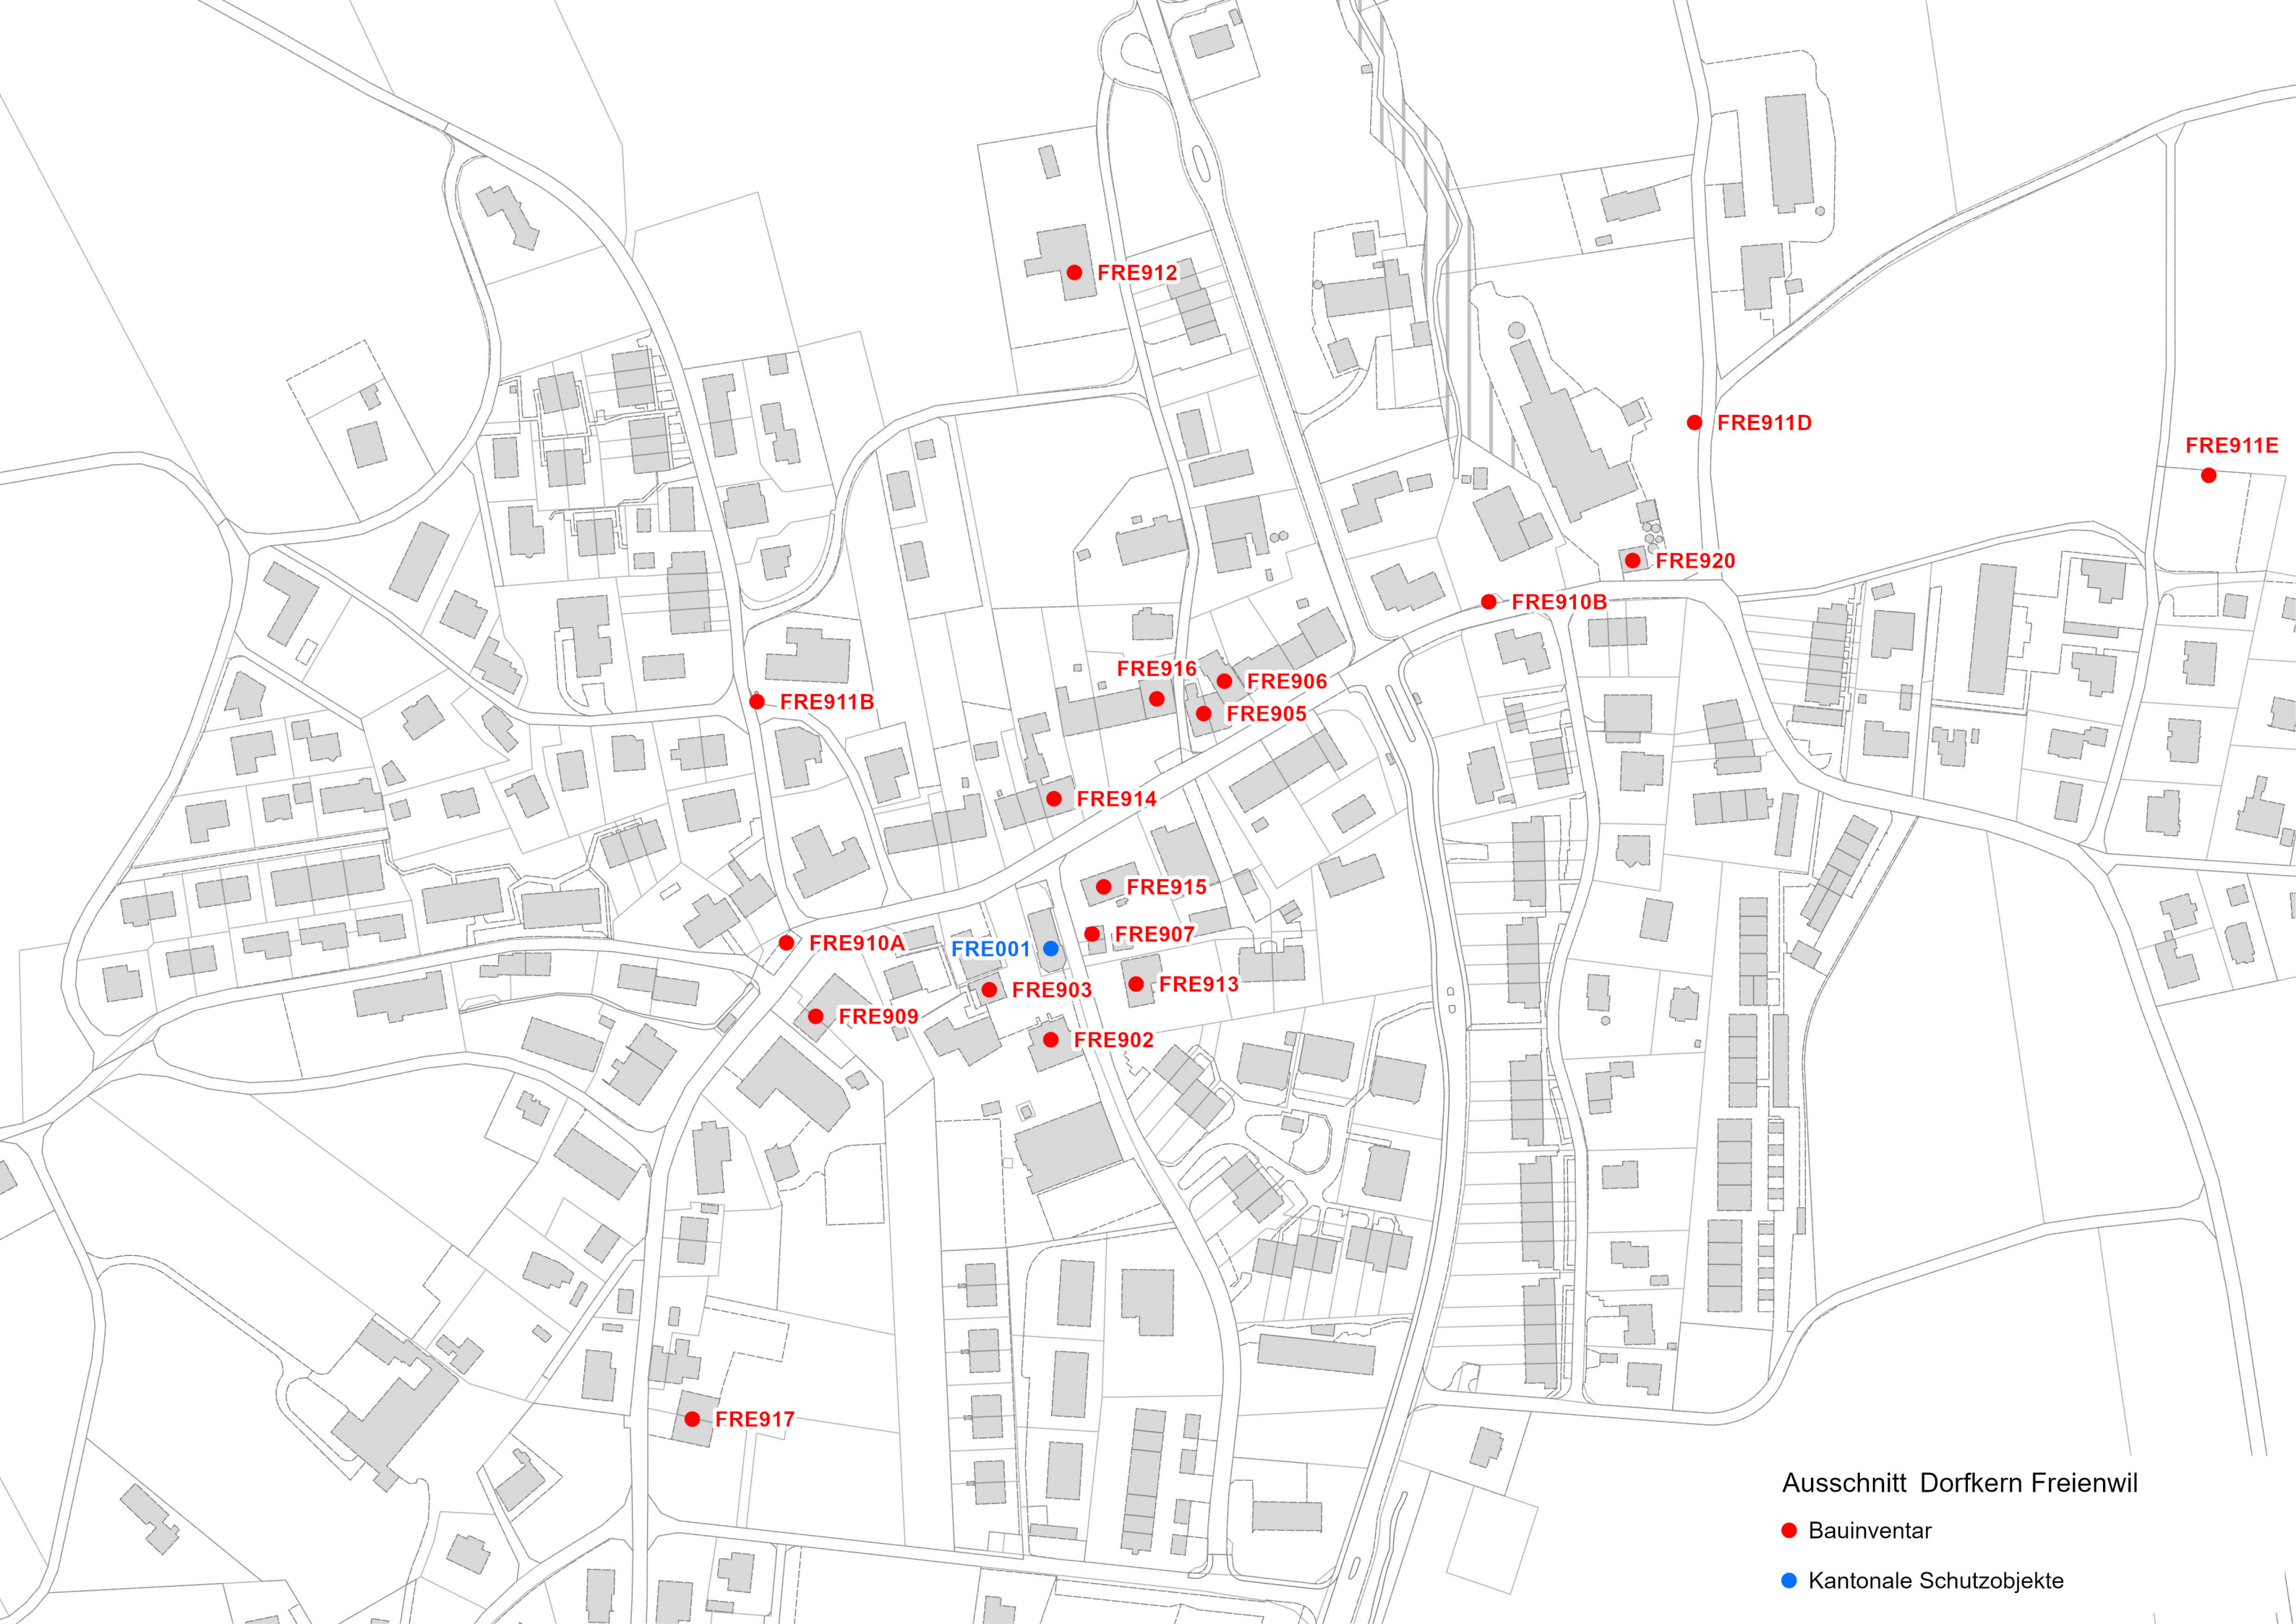 FRE912
FRE911D
FRE911E
FRE920
FRE910B
FRE916
FRE906
FRE911B
FRE905
FRE914
FRE915
FRE907
FRE910A
FRE001
FRE913
FRE903
FRE909
FRE902
FRE917
Ausschnitt Dorfkern Freienwil
Bauinventar
Kantonale Schutzobjekte